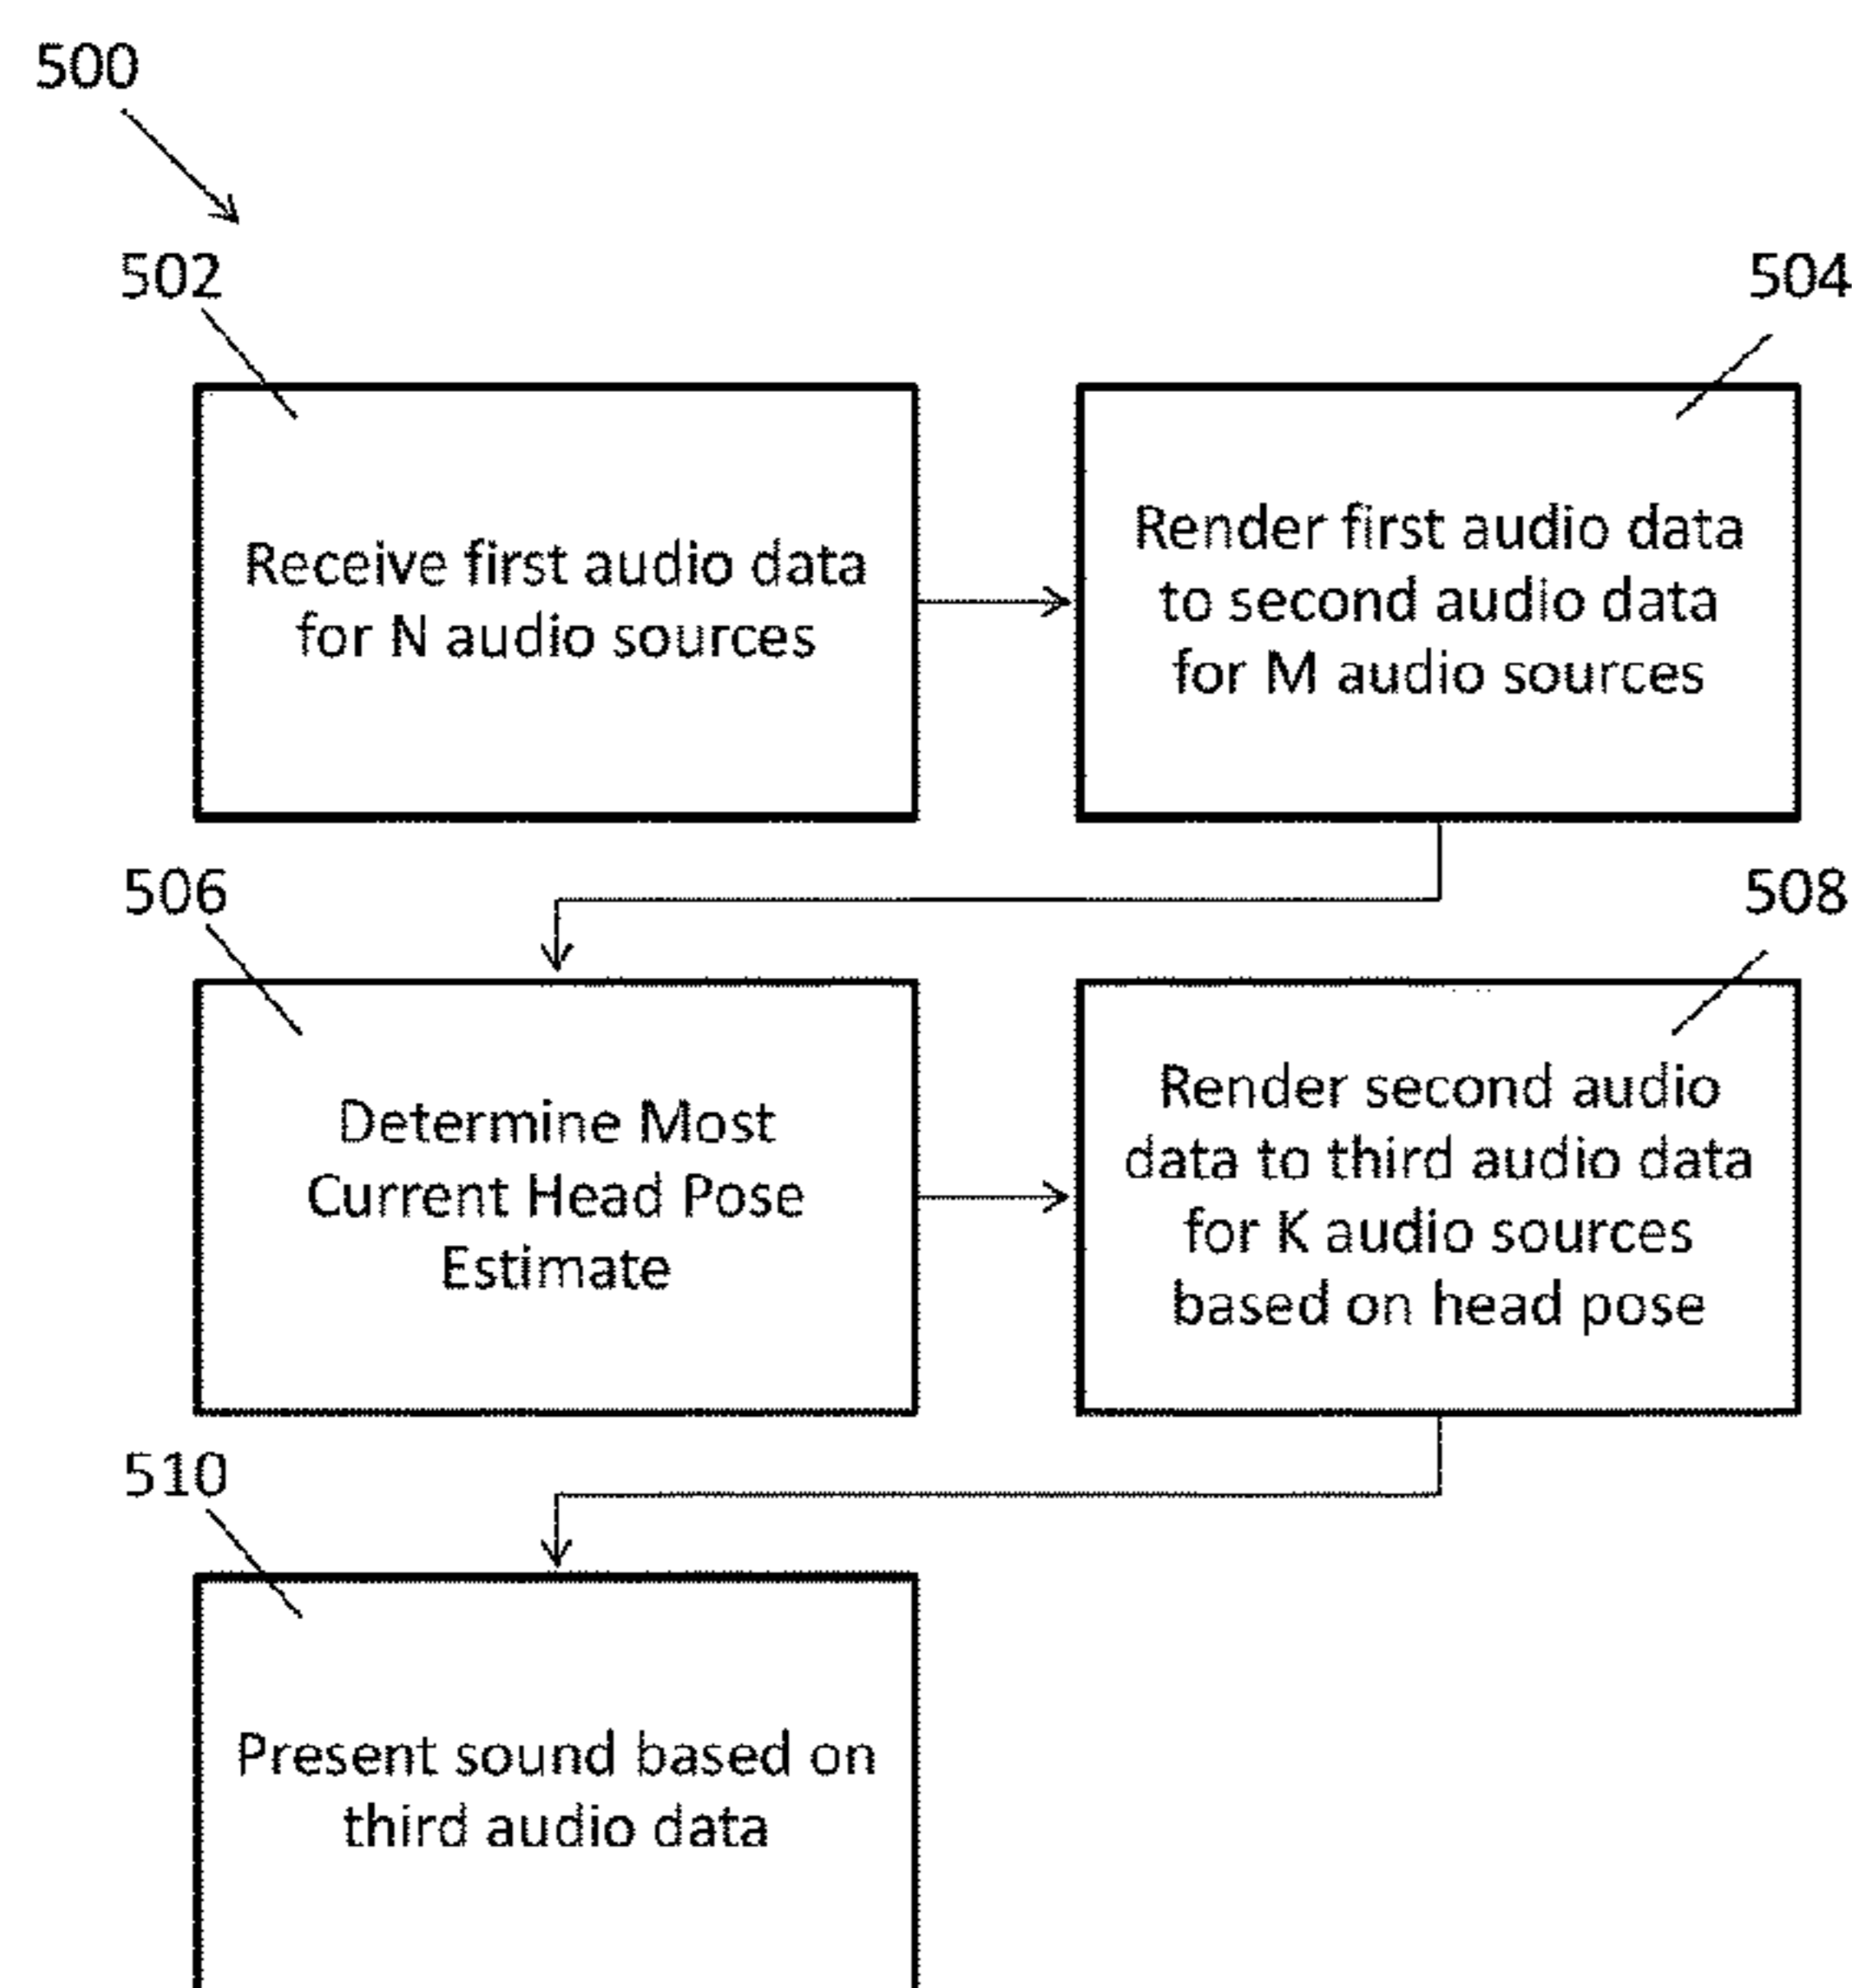 500
502
504
Receive first audio data
for N audio sources
Render first audio data
to second audio data
for M audio sources
506
508
Determine Most
Current Head Pose
Estimate
Render second audio
data to third audio data
for K audio sources
based on head pose
510
Present sound based on
third audio data